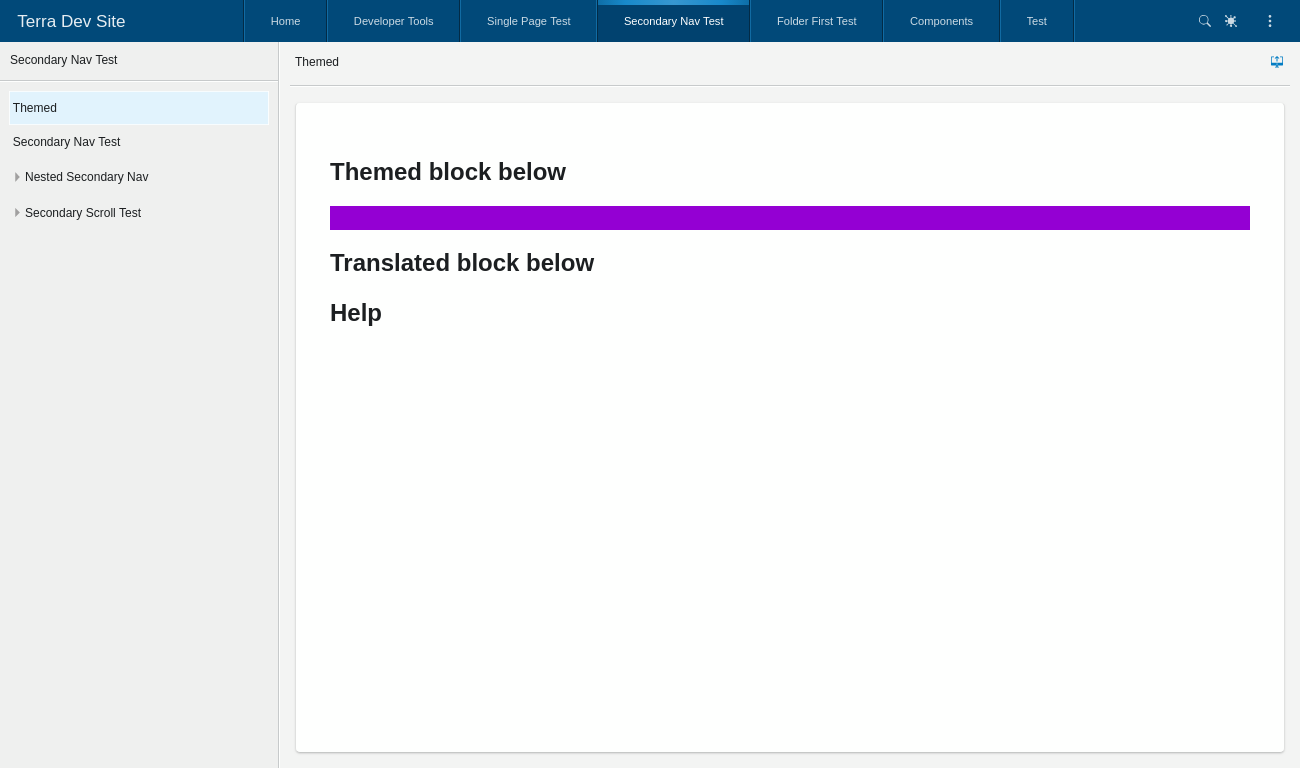 Terra Dev Site
Home
Developer Tools
Single Page Test
Secondary Nav Test
Folder First Test
Components
Test
Secondary Nav Test
Themed
Secondary Nav Test
Nested Secondary Nav
Secondary Scroll Test
Themed
Themed block below
Translated block below
Help